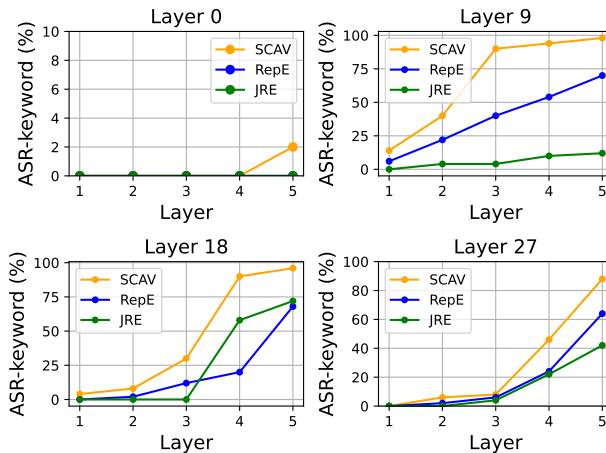 Layer 0
ASR-keyword (%)
10
8
6
4
2
0
SCAV
RepE
JRE
1 2 3 4 5
Layer
Layer 9
ASR-keyword (%)
100
75
50
25
0
SCAV
RepE
JRE
1 2 3 4 5
Layer
Layer 18
ASR-keyword (%)
100
75
50
25
0
SCAV
RepE
JRE
1 2 3 4 5
Layer
Layer 27
ASR-keyword (%)
100
80
60
40
20
0
SCAV
RepE
JRE
1 2 3 4 5
Layer